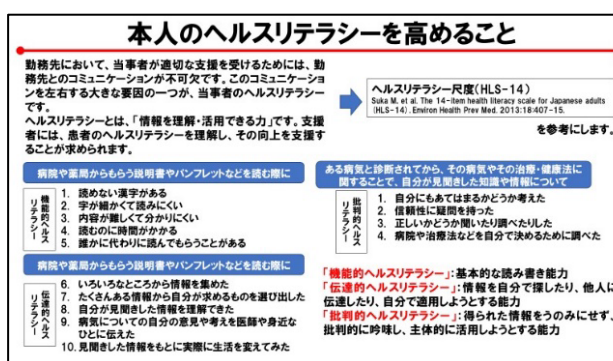 本人のヘルスリテラシーを高めること
勤務先において、当事者が適切な支援を受けるためには、勤
務先とのコミュニケーションが不可欠です。このコミュニケーショ
ンを左右する大きな要因の一つが、当事者のヘルスリテラシー
です。
ヘルスリテラシーとは、「情報を理解・活用できる力」です。支援
者には、患者のヘルスリテラシーを理解し、その向上を支援す
ることが求められます。
ヘルスリテラシー尺度(HLS-14)
Suka M. et al. The 14-item health literacy scale for Japanese adults
(HLS-14). Environ Health Prev Med. 2013:18:407-15.
を参考にします。
病院や薬局からもらう説明書やパンフレットなどを読む際に
機能的ヘルス
リテラシー
1. 読めない漢字がある
2. 字が細かくて読みにくい
3. 内容が難しくて分かりにくい
4. 読むのに時間がかかる
5. 誰かに代わりに読んでもらうことがある
病院や薬局からもらう説明書やパンフレットなどを読む際に
伝達的ヘルス
リテラシー
6. いろいろなところから情報を集めた
7. たくさんある情報から自分が求めるものを選び出した
8. 自分が見聞きした情報を理解できた
9. 病気についての自分の意見や考えを医師や身近な
ひとに伝えた
10. 見聞きした情報をもとに実際に生活を変えてみた
ある病気と診断されてから、その病気やその治療・健康法に
関することで、自分が見聞きした知識や情報について
批判的ヘルス
リテラシー
1. 自分にもあてはまるかどうか考えた
2. 信頼性に疑問を持った
3. 正しいかどうか聞いたり調べたりした
4. 病院や治療法などを自分で決めるために調べた
「機能的ヘルスリテラシー」:基本的な読み書き能力
「伝達的ヘルスリテラシー」:情報を自分で探したり、他人に
伝達したり、自分で適用しようとする能力
「批判的ヘルスリテラシー」:得られた情報をうのみにせず、
批判的に吟味し、主体的に活用しようとする能力